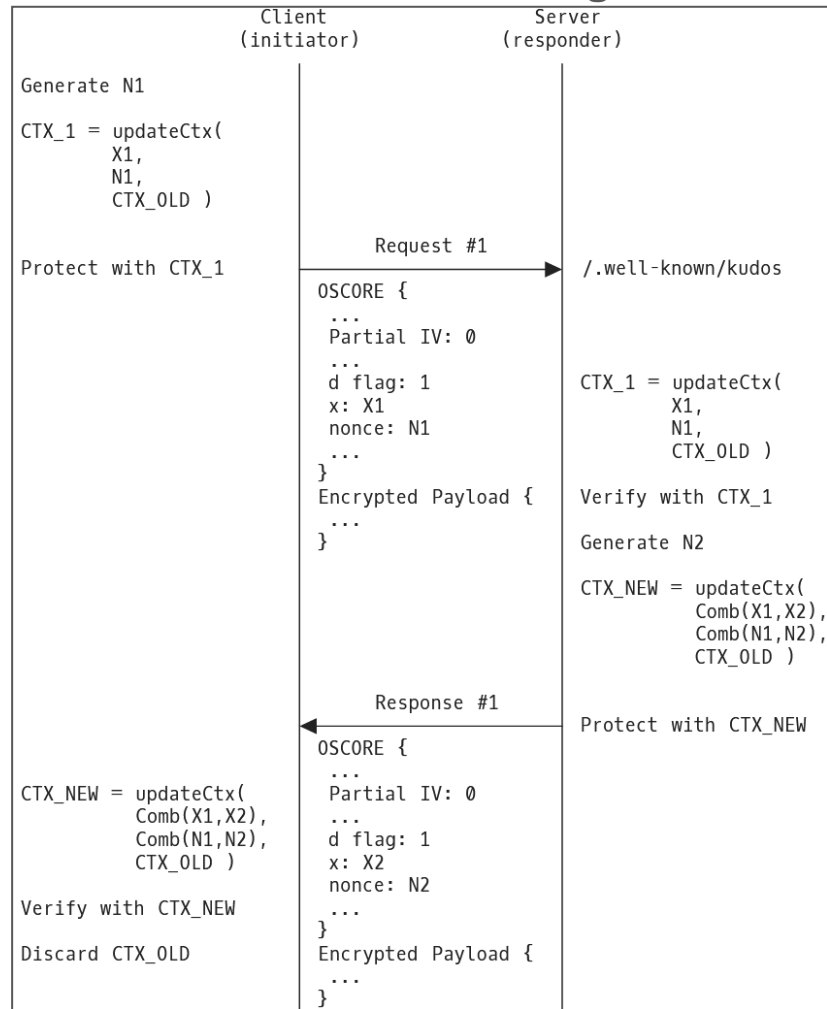 Client Server
(initiator) (responder)
Generate N1
CTX_1 = updateCtx(
X1,
N1,
CTX_OLD )
Request #1
Protect with CTX_1 /.well-known/kudos
OSCORE {
...
Partial IV: 0
...
d flag: 1 CTX_1 = updateCtx(
x: X1 X1,
nonce: N1 N1,
... CTX_OLD )
}
Encrypted Payload { Verify with CTX_1
...
} Generate N2
CTX_NEW = updateCtx(
Comb(X1,X2),
Comb(N1,N2),
CTX_OLD )
Response #1
Protect with CTX_NEW
OSCORE {
...
CTX_NEW = updateCtx( Partial IV: 0
Comb(X1,X2), ...
Comb(N1,N2), d flag: 1
CTX_OLD ) x: X2
nonce: N2
Verify with CTX_NEW ...
}
Discard CTX_OLD Encrypted Payload {
...
}